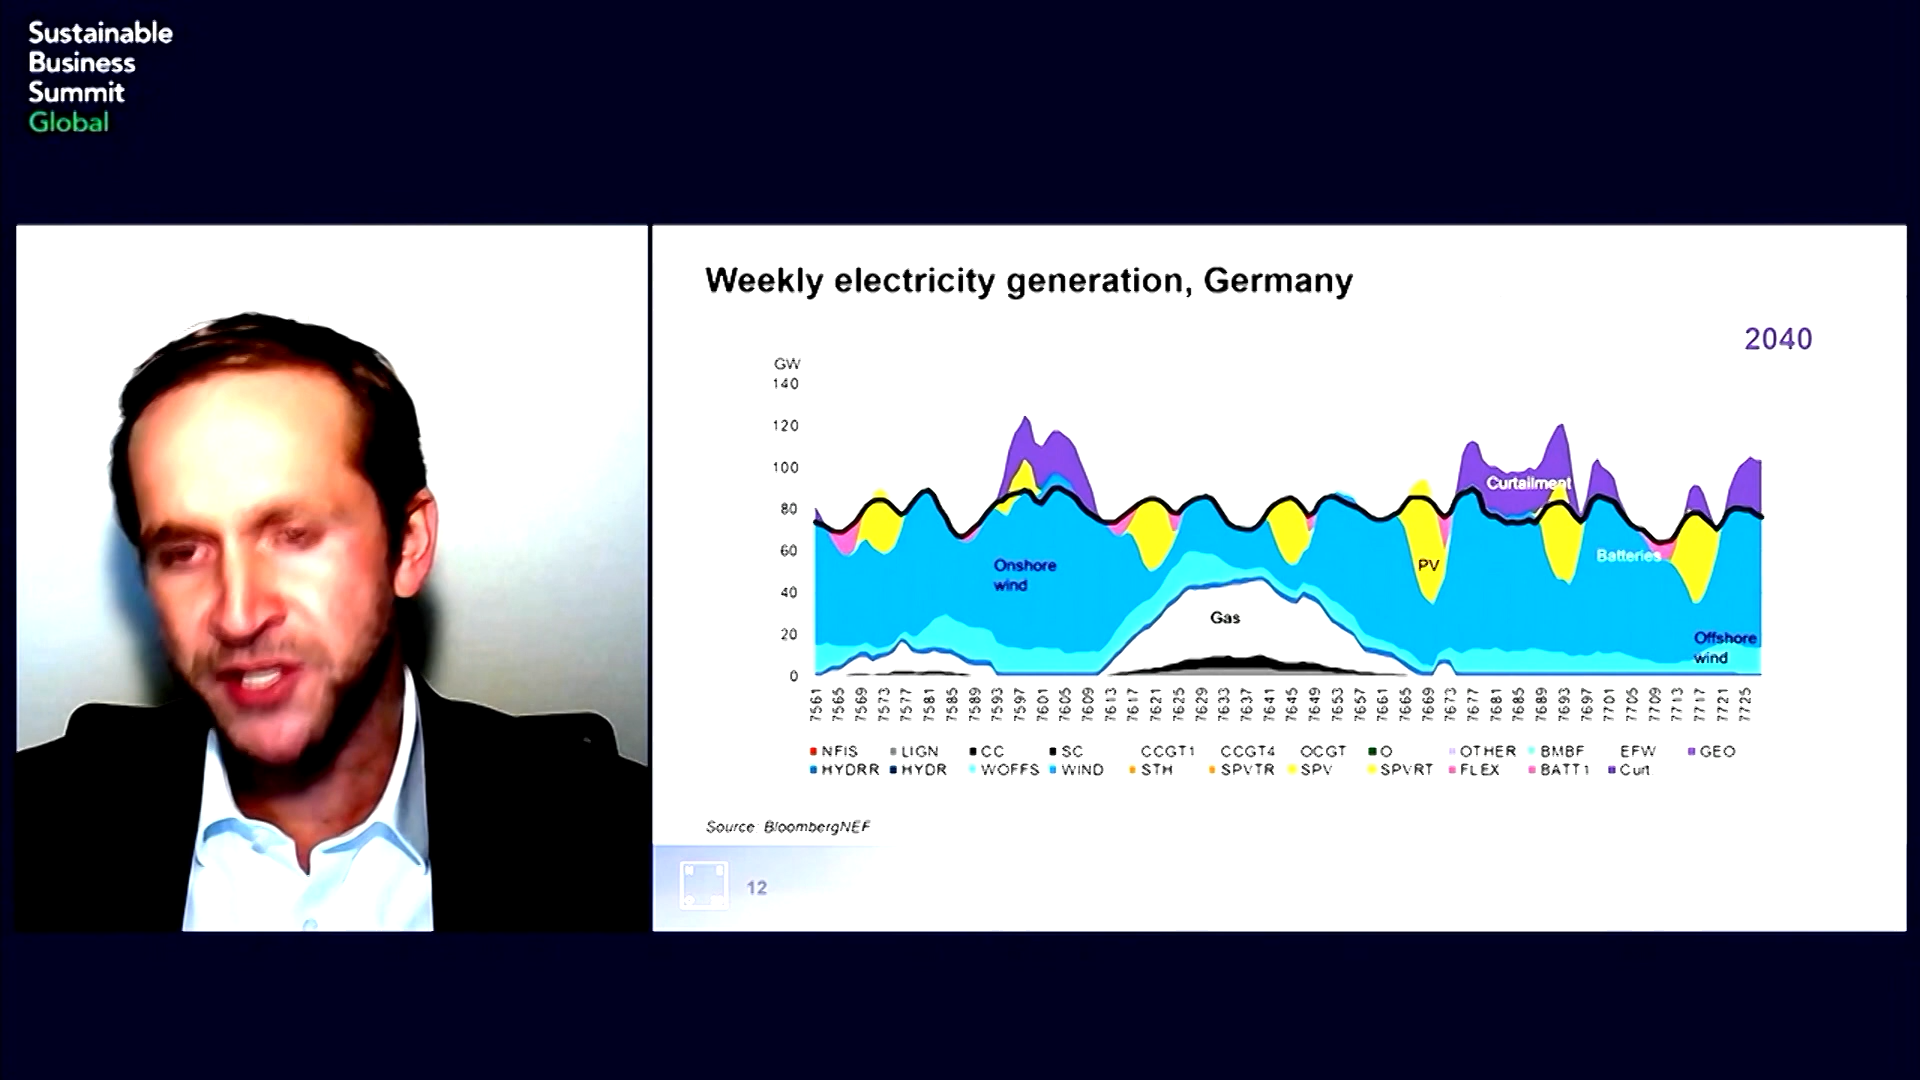 Sustainable
Business
Summit
Global
Weekly electricity generation, Germany
2040
GW
140
120
100
80
60
40
20
0
Curtailment
Onshore
wind
PV
Batteries
Gas
Offshore
wind
7561 7565 7569 7573 7577 7581 7585 7589 7593 7597 7601 7605 7609 7613 7617 7621 7625 7629 7633 7637 7641 7645 7649 7653 7657 7661 7665 7669 7673 7677 7681 7685 7689 7693 7697 7701 7705 7709 7713 7717 7721 7725
NFIS LIGN CC SC CCGT1 CCGT4 OCGT O OTHER BMBF EFW GEO
HYDRR HYDR WOFFS WIND STH SPVTR SPV SPVRT FLEX BATT1 Curt
Source: BloombergNEF
12